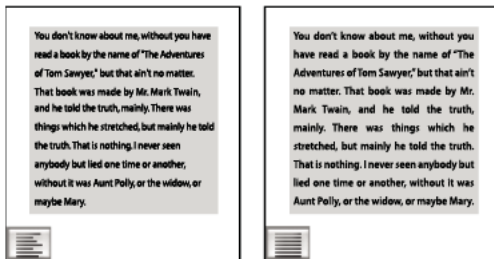 You don't know about me, without you have
read a book by the name of "The Adventures
of Tom Sawyer," but that ain't no matter.
That book was made by Mr. Mark Twain,
and he told the truth, mainly. There was
things which he stretched, but mainly he told
the truth. That is nothing. I never seen
anybody but lied one time or another,
without it was Aunt Polly, or the widow, or
maybe Mary.
You don't know about me, without you
have read a book by the name of "The
Adventures of Tom Sawyer," but that ain't
no matter. That book was made by Mr.
Mark Twain, and he told the truth,
mainly. There was things which he
stretched, but mainly he told the truth.
That is nothing. I never seen anybody but
lied one time or another, without it was
Aunt Polly, or the widow, or maybe Mary.